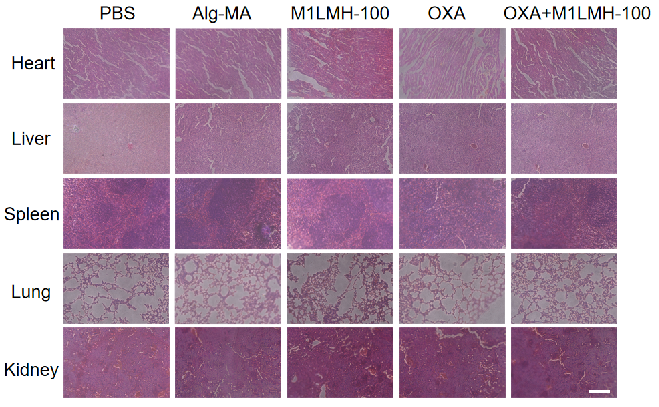 PBS Alg-MA M1LMH-100 OXA OXA+M1LMH-100
Heart
Liver
Spleen
Lung
Kidney